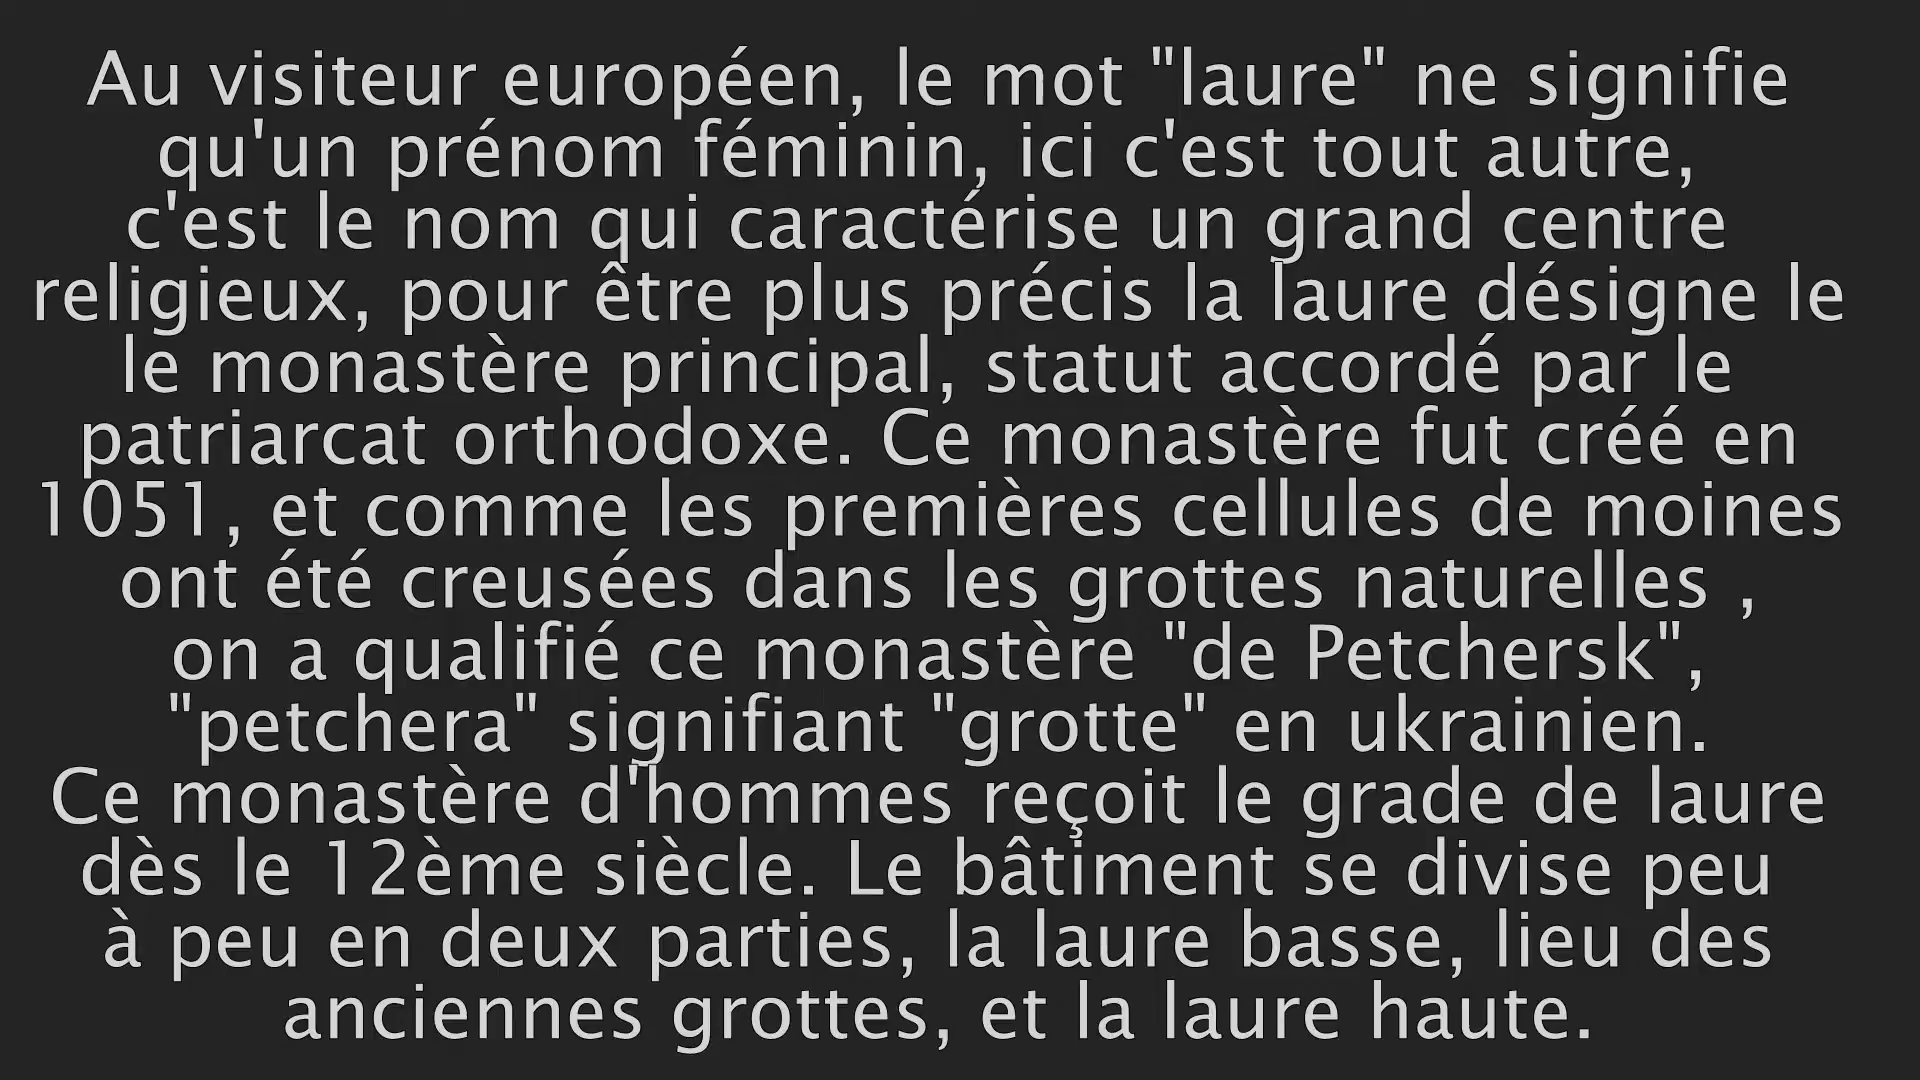 Au visiteur européen, le mot "laure" ne signifie
qu'un prénom féminin, ici c'est tout autre,
c'est le nom qui caractérise un grand centre
religieux, pour être plus précis la laure désigne le
le monastère principal, statut accordé par le
patriarcat orthodoxe. Ce monastère fut créé en
1051, et comme les premières cellules de moines
ont été creusées dans les grottes naturelles ,
on a qualifié ce monastère "de Petchersk",
"petchera" signifiant "grotte" en ukrainien.
Ce monastère d'hommes reçoit le grade de laure
dès le 12ème siècle. Le bâtiment se divise peu
à peu en deux parties, la laure basse, lieu des
anciennes grottes, et la laure haute.